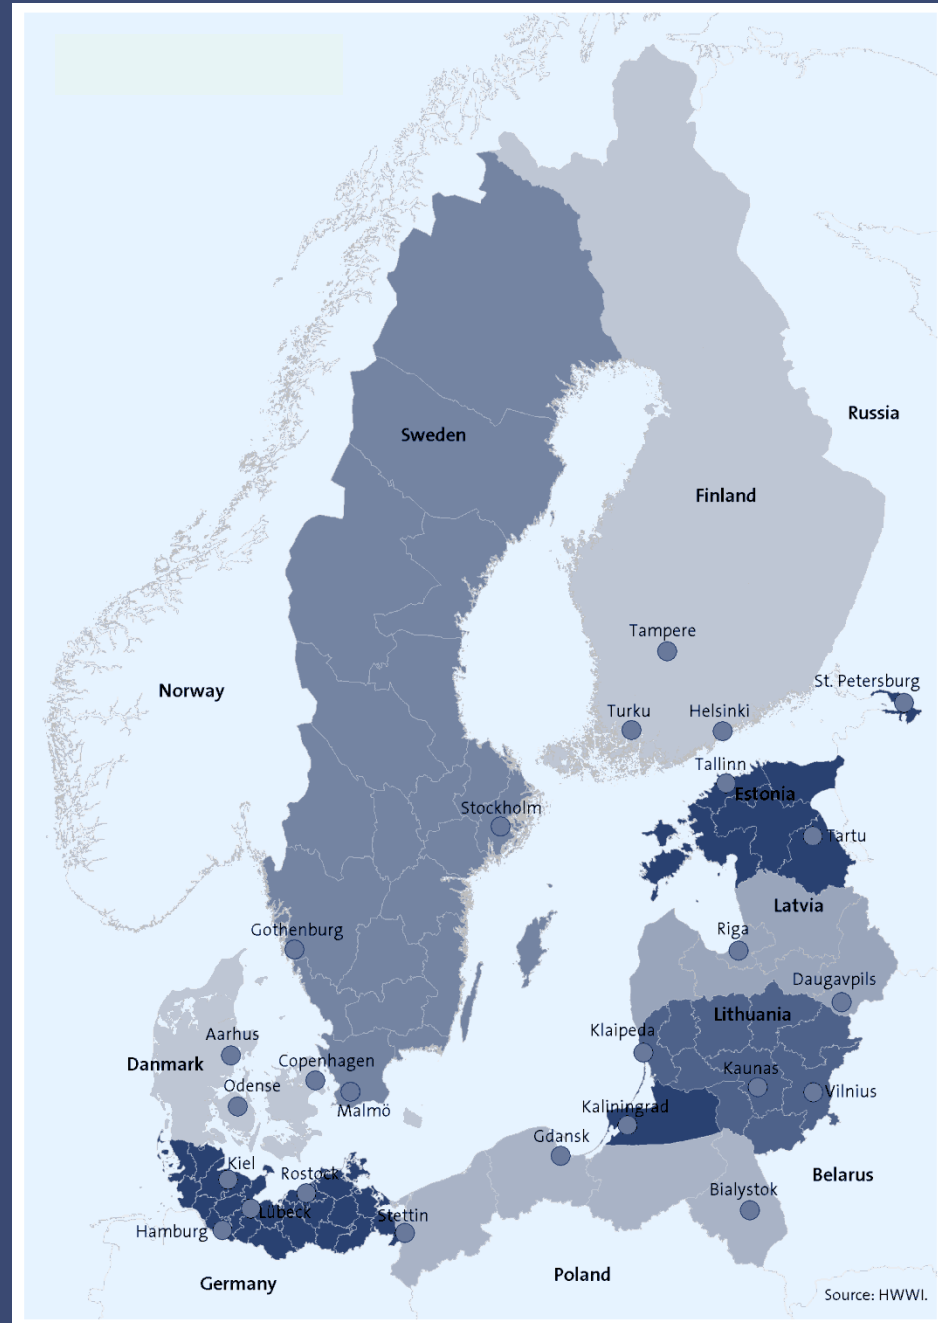 Russia
Sweden
Finland
Tampere
St. Petersburg
Norway
Turku
Helsinki
Tallinn
Estonia
Stockholm
Tartu
Latvia
Gothenburg
Riga
Daugavpils
Lithuania
Klaipeda
Aarhus
Danmark
Copenhagen
Kaunas
Odense
Vilnius
Malmö
Kaliningrad
Gdansk
Kiel
Rostock
Belarus
Bialystok
Lübeck
Stettin
Hamburg
Germany
Poland
Source: HWWI.